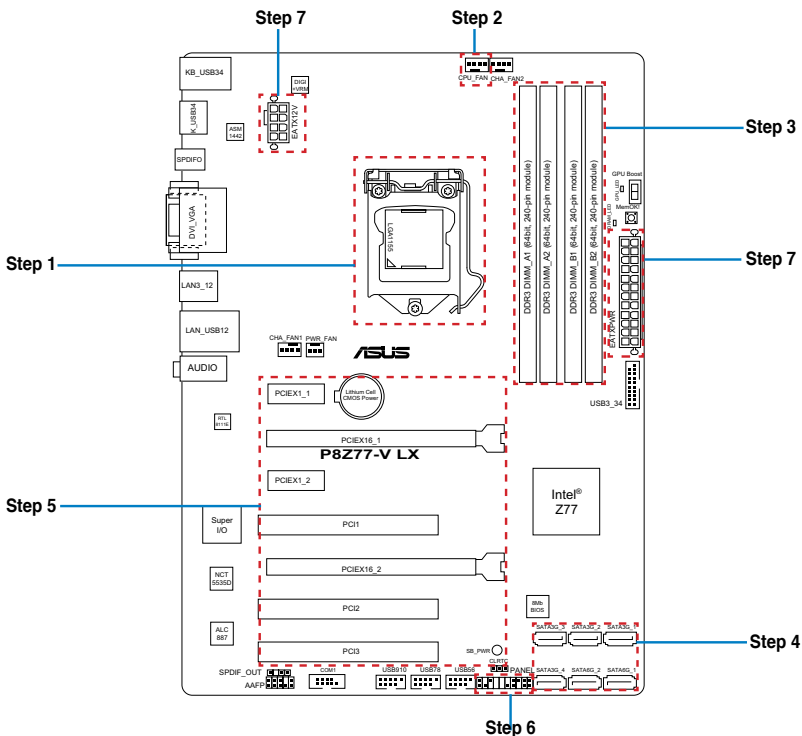 Step 7
Step 2
KB_USB34
DIGI
+VRM
CPU_FAN
CHA_FAN2
K_USB34
ASM
1442
EATX12V
Step 3
SPDIFO
GPU Boost
GPU_LED
MemOK!
DRAM_LED
DVI_VGA
LGA1155
DDR3 DIMM_A1 (64bit, 240-pin module)
DDR3 DIMM_A2 (64bit, 240-pin module)
DDR3 DIMM_B1 (64bit, 240-pin module)
DDR3 DIMM_B2 (64bit, 240-pin module)
Step 1
Step 7
LAN3_12
EATXPWR
LAN_USB12
CHA_FAN1
PWR_FAN
ASUS
AUDIO
PCIEX1_1
Lithium Cell
CMOS Power
USB3_34
RTL
8111E
PCIEX16_1
P8Z77-V LX
PCIEX1_2
Intel®
Z77
Step 5
Super
I/O
PCI1
PCIEX16_2
NCT
5535D
8Mb
BIOS
PCI2
ALC
887
SATA3G_3
SATA3G_2
SATA3G_1
Step 4
PCI3
SB_PWR
CLRTC
SPDIF_OUT
COM1
USB910
USB78
USB56
PANEL
SATA3G_4
SATA6G_2
SATA6G_1
AAFP
Step 6